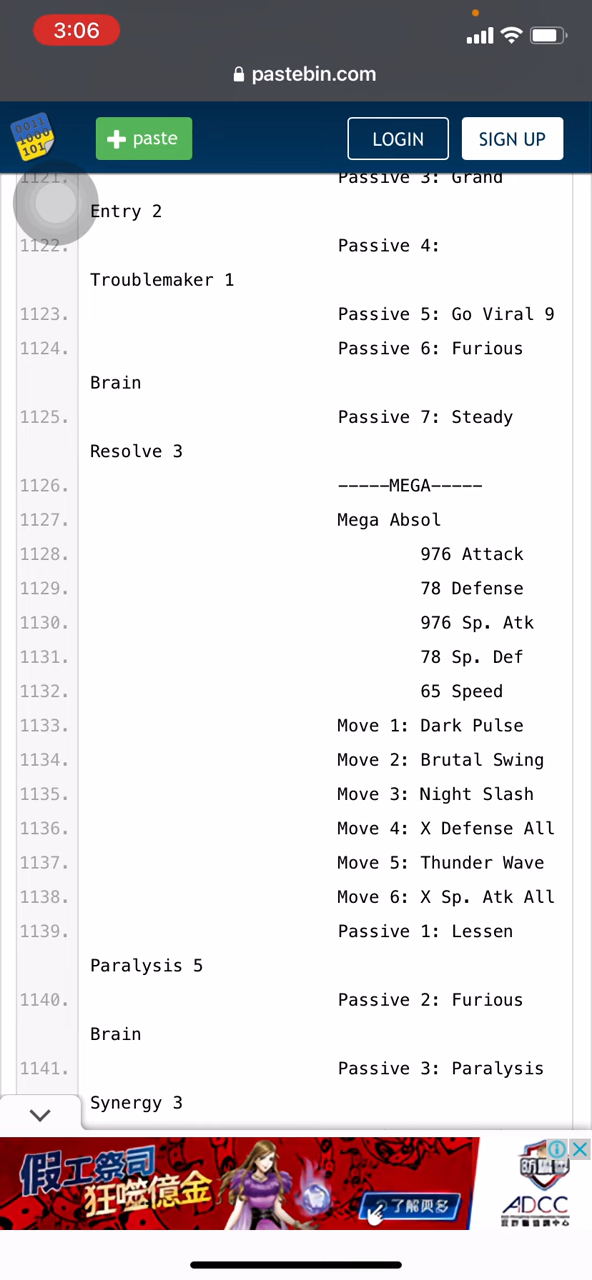 3:06
pastebin.com
0011
1000
101
+ paste
LOGIN
SIGN UP
1121. Passive 3: Grand
Entry 2
1122. Passive 4:
Troublemaker 1
1123. Passive 5: Go Viral 9
1124. Passive 6: Furious
Brain
1125. Passive 7: Steady
Resolve 3
1126. -----MEGA-----
1127. Mega Absol
1128. 976 Attack
1129. 78 Defense
1130. 976 Sp. Atk
1131. 78 Sp. Def
1132. 65 Speed
1133. Move 1: Dark Pulse
1134. Move 2: Brutal Swing
1135. Move 3: Night Slash
1136. Move 4: X Defense All
1137. Move 5: Thunder Wave
1138. Move 6: X Sp. Atk All
1139. Passive 1: Lessen
Paralysis 5
1140. Passive 2: Furious
Brain
1141. Passive 3: Paralysis
Synergy 3
假工祭司
狂噬億金
了解更多
ADCC